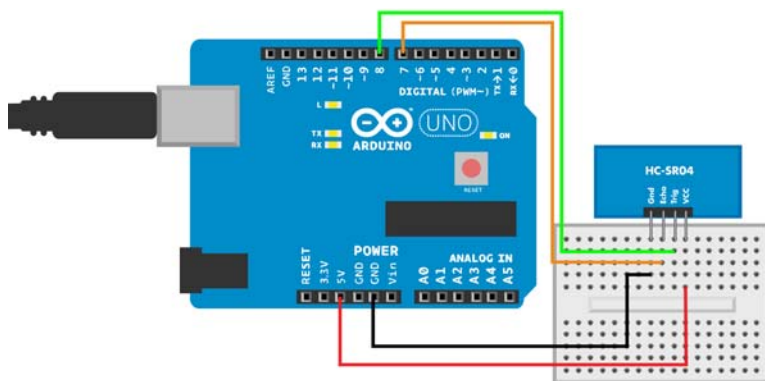 AREF GND 13 12 ~11 ~10 ~9 8 7 ~6 ~5 4 ~3 2 TX→1 RX←0
DIGITAL (PWM~)
L
TX
RX
ARDUINO
UNO
ON
RESET
HC-SR04
Gnd Echo Trig VCC
POWER
ANALOG IN
RESET 3.3V 5V GND GND Vin A0 A1 A2 A3 A4 A5